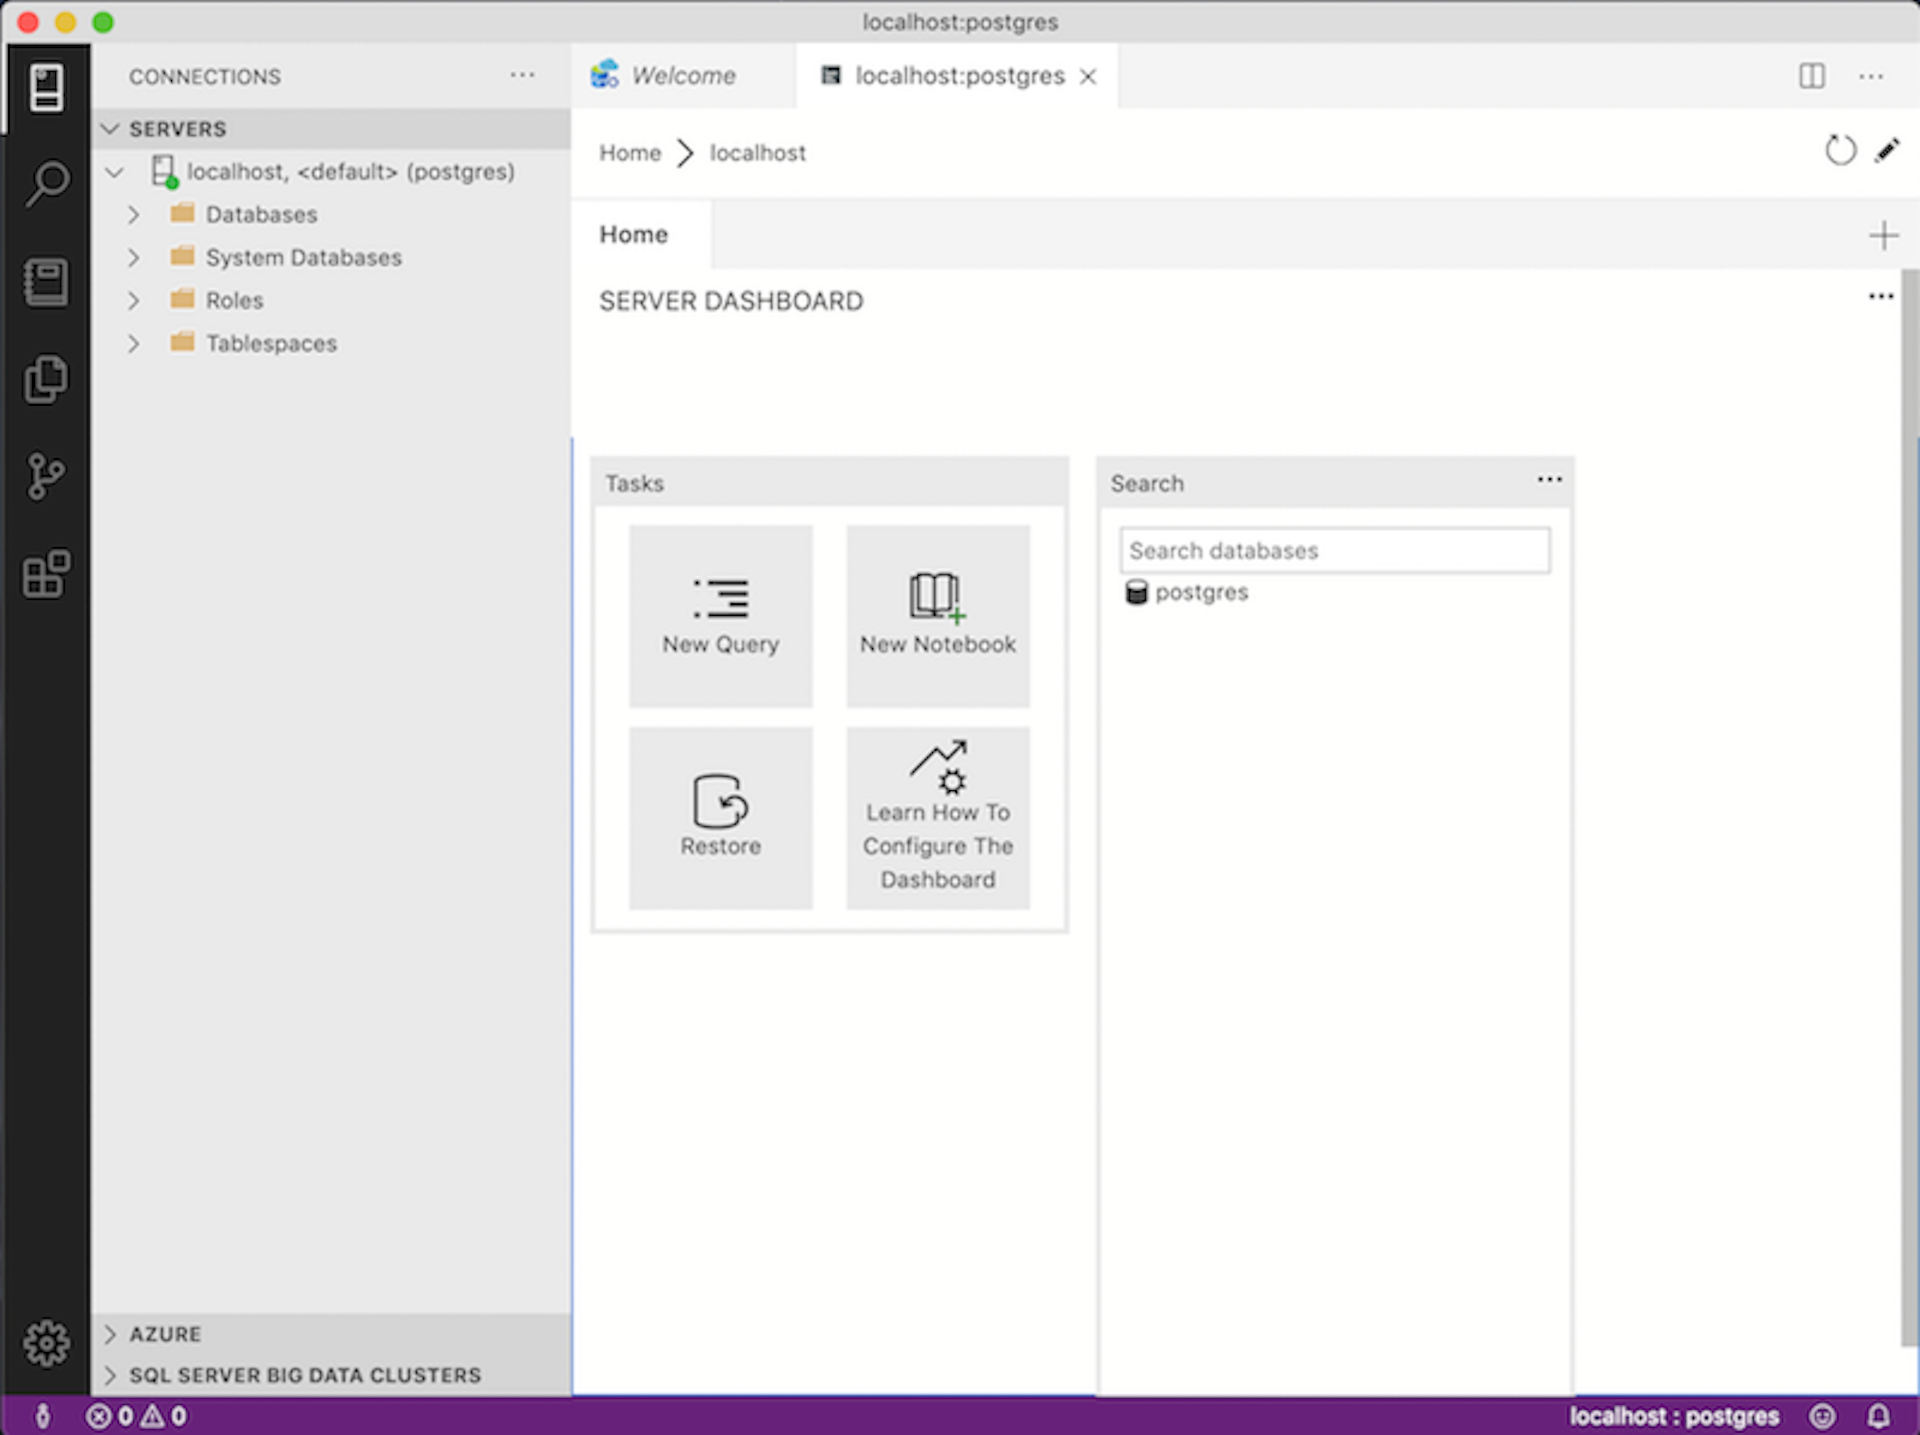 localhost:postgres
CONNECTIONS
Welcome
localhost:postgres
SERVERS
localhost, <default> (postgres)
Databases
System Databases
Roles
Tablespaces
Home
localhost
Home
SERVER DASHBOARD
Tasks
New Query
New Notebook
Restore
Learn How To
Configure The
Dashboard
Search
Search databases
postgres
AZURE
SQL SERVER BIG DATA CLUSTERS
0 0
localhost : postgres